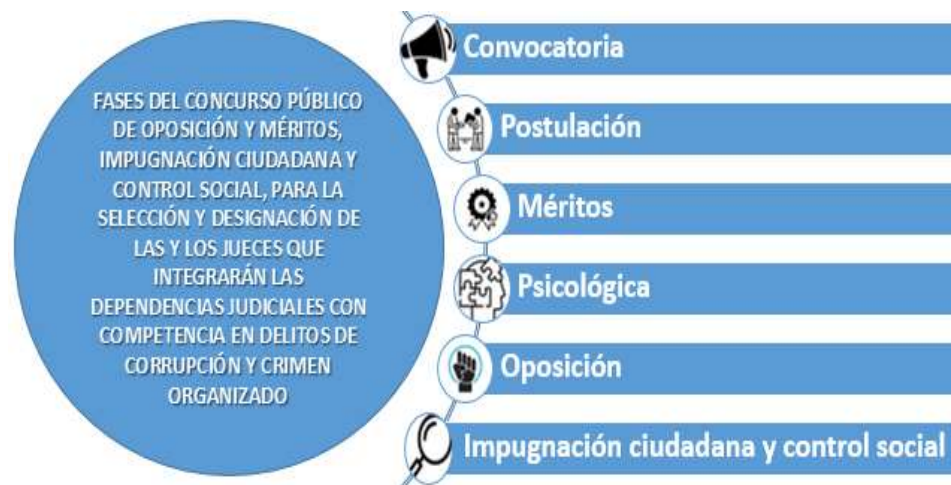 FASES DEL CONCURSO PÚBLICO
DE OPOSICIÓN Y MÉRITOS,
IMPUGNACIÓN CIUDADANA Y
CONTROL SOCIAL, PARA LA
SELECCIÓN Y DESIGNACIÓN DE
LAS Y LOS JUECES QUE
INTEGRARÁN LAS
DEPENDENCIAS JUDICIALES CON
COMPETENCIA EN DELITOS DE
CORRUPCIÓN Y CRIMEN
ORGANIZADO
Convocatoria
Postulación
Méritos
Psicológica
Oposición
Impugnación ciudadana y control social